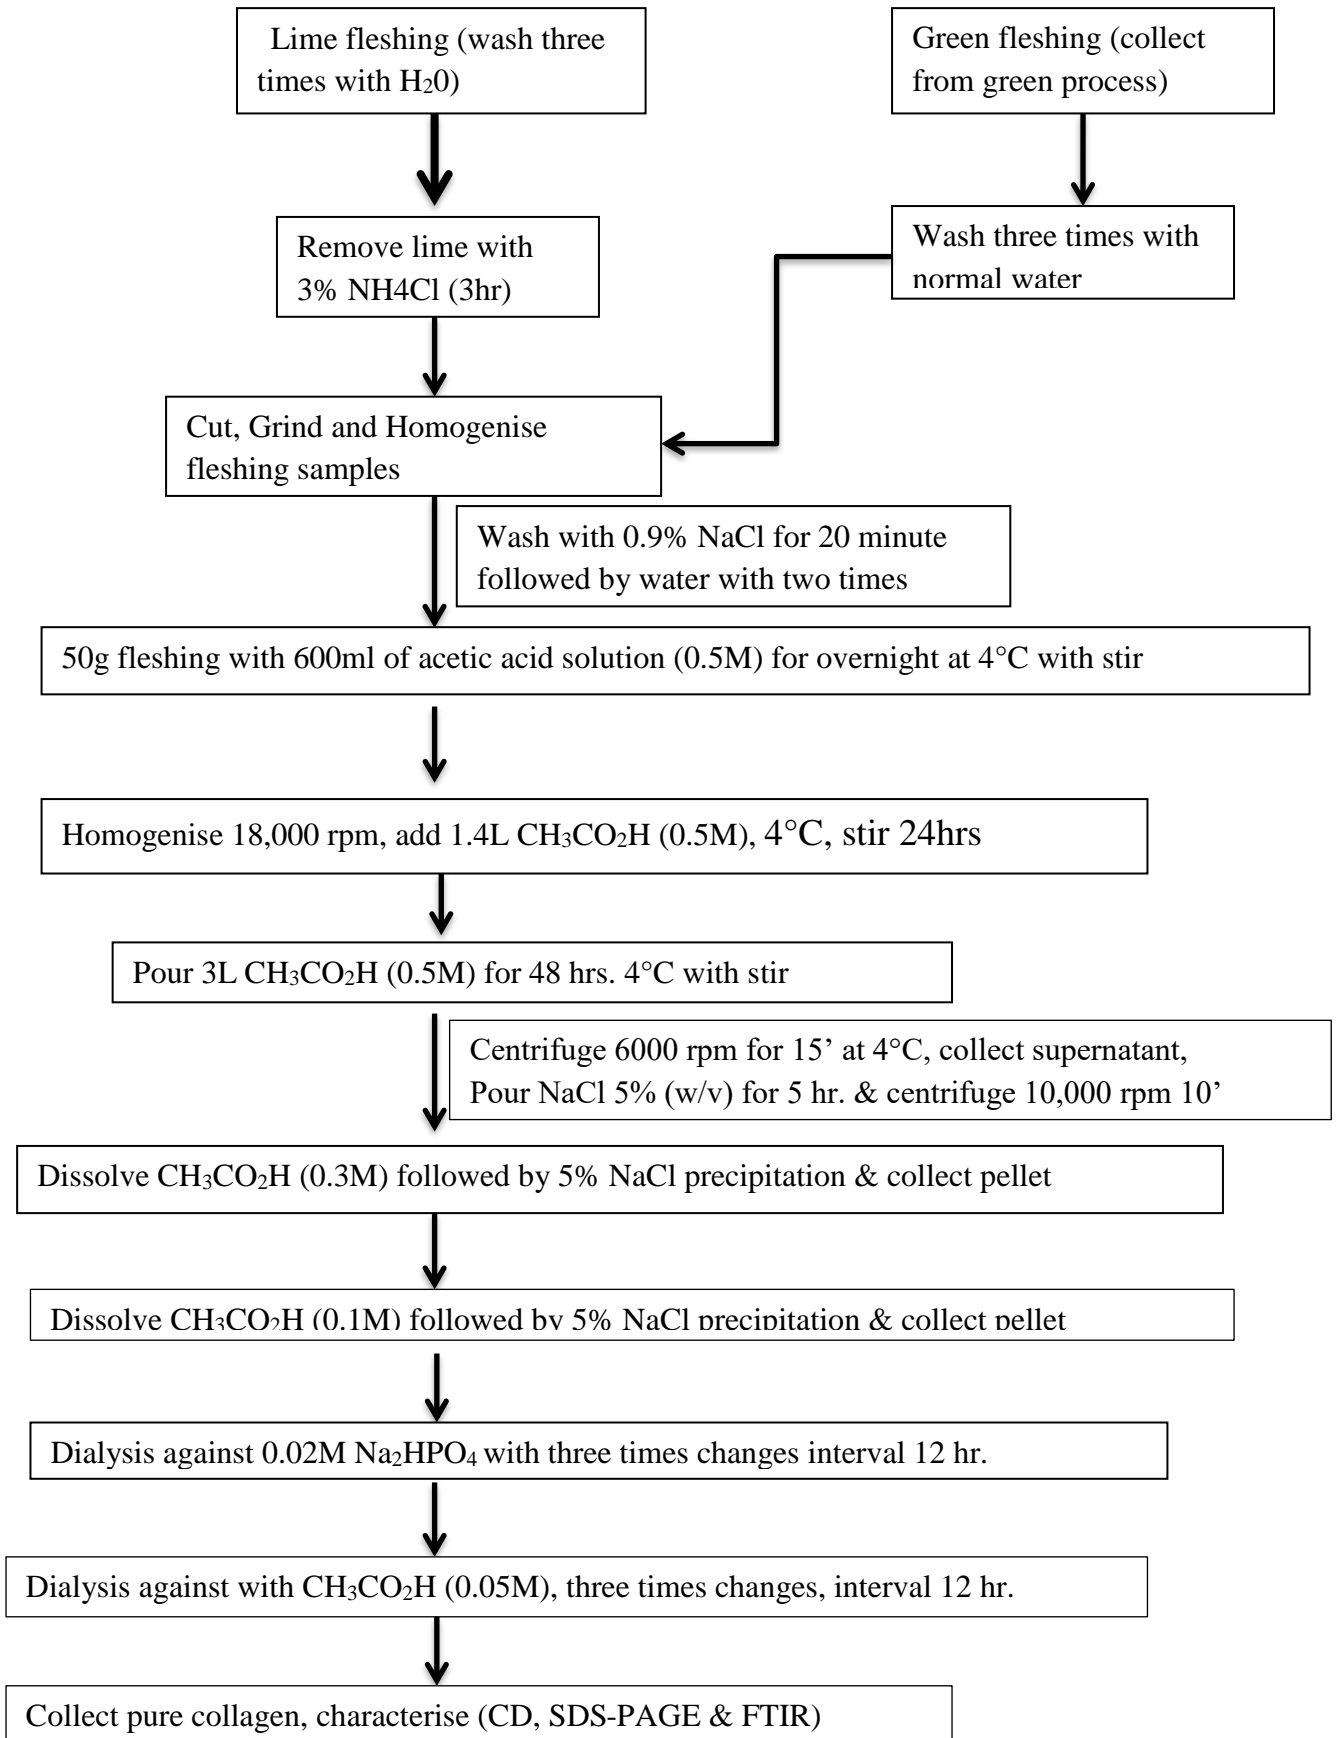 Lime fleshing (wash three
times with H₂0)
Green fleshing (collect
from green process)
Remove lime with
3% NH4Cl (3hr)
Wash three times with
normal water
Cut, Grind and Homogenise
fleshing samples
Wash with 0.9% NaCl for 20 minute
followed by water with two times
50g fleshing with 600ml of acetic acid solution (0.5M) for overnight at 4°C with stir
Homogenise 18,000 rpm, add 1.4L CH₃CO₂H (0.5M), 4°C, stir 24hrs
Pour 3L CH₃CO₂H (0.5M) for 48 hrs. 4°C with stir
Centrifuge 6000 rpm for 15’ at 4°C, collect supernatant,
Pour NaCl 5% (w/v) for 5 hr. & centrifuge 10,000 rpm 10’
Dissolve CH₃CO₂H (0.3M) followed by 5% NaCl precipitation & collect pellet
Dissolve CH₃CO₂H (0.1M) followed by 5% NaCl precipitation & collect pellet
Dialysis against 0.02M Na₂HPO₄ with three times changes interval 12 hr.
Dialysis against with CH₃CO₂H (0.05M), three times changes, interval 12 hr.
Collect pure collagen, characterise (CD, SDS-PAGE & FTIR)